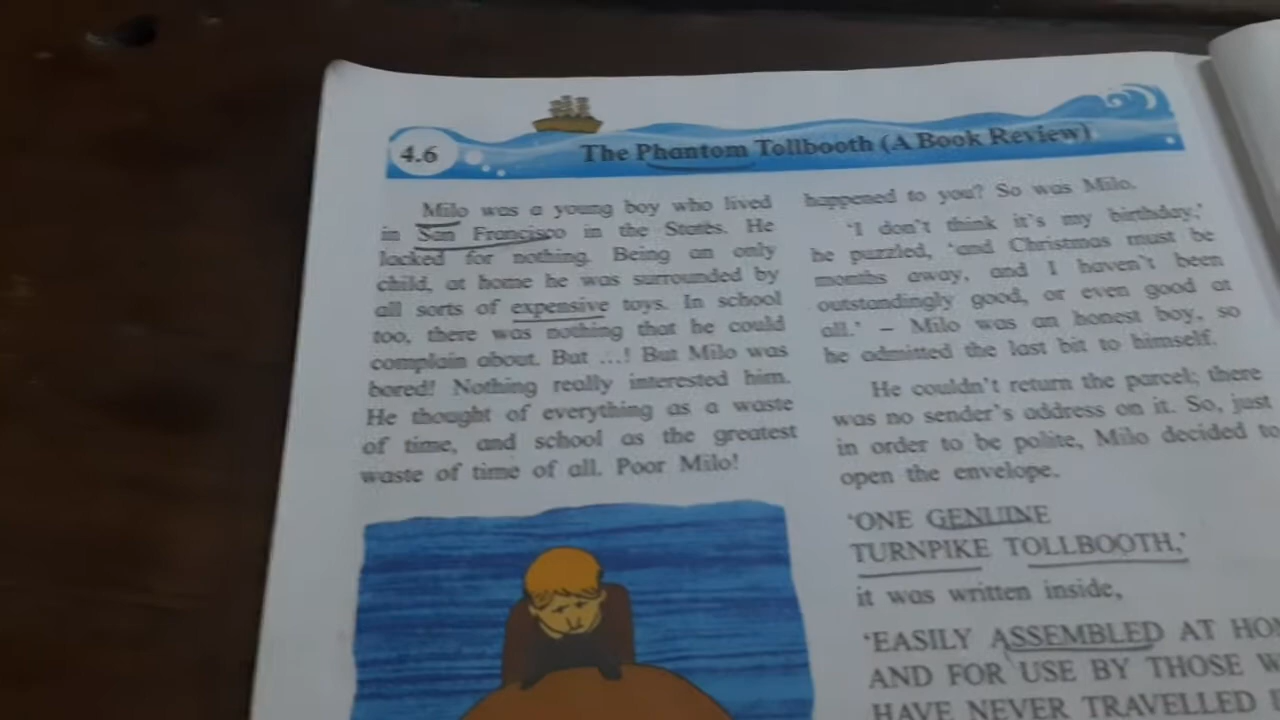 4.6
The Phantom Tollbooth (A Book Review)
Milo was a young boy who lived
in San Francisco in the States. He
lacked for nothing. Being an only
child, at home he was surrounded by
all sorts of expensive toys. In school
too, there was nothing that he could
complain about. But ...! But Milo was
bored! Nothing really interested him.
He thought of everything as a waste
of time, and school as the greatest
waste of time of all. Poor Milo!
happened to you? So was Milo.
'I don't think it's my birthday,'
he puzzled, 'and Christmas must be
months away, and I haven't been
outstandingly good, or even good at
all.' – Milo was an honest boy, so
he admitted the last bit to himself.
He couldn't return the parcel; there
was no sender's address on it. So, just
in order to be polite, Milo decided to
open the envelope.
'ONE GENUINE
TURNPIKE TOLLBOOTH,'
it was written inside,
'EASILY ASSEMBLED AT
AND FOR USE BY THOSE
HAVE NEVER TRAVELLED